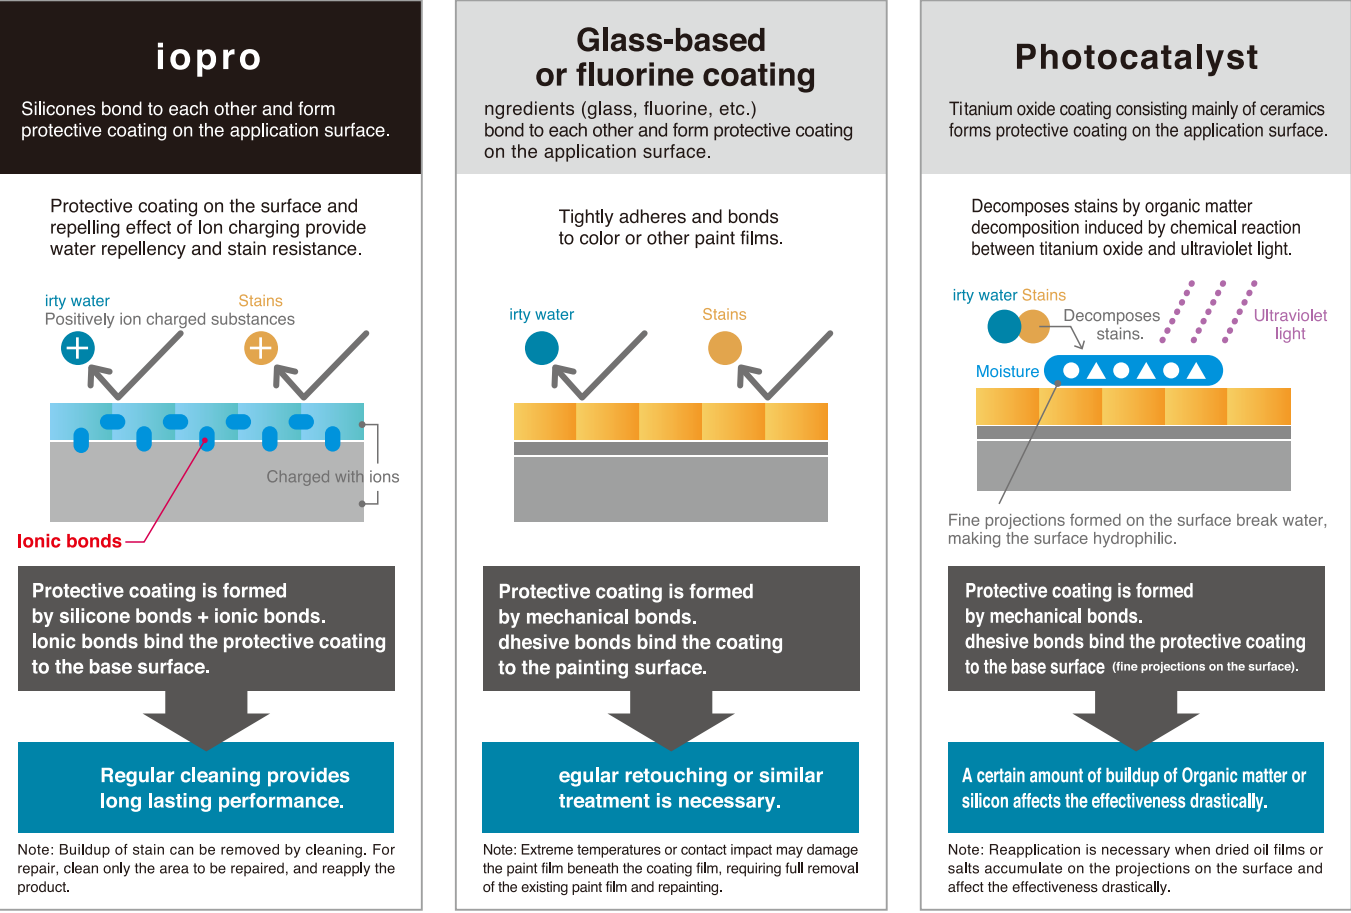 iopro
Silicones bond to each other and form
protective coating on the application surface.
Protective coating on the surface and
repelling effect of Ion charging provide
water repellency and stain resistance.
irty water
Stains
Positively ion charged substances
Charged with ions
Ionic bonds
Protective coating is formed
by silicone bonds + ionic bonds.
Ionic bonds bind the protective coating
to the base surface.
Regular cleaning provides
long lasting performance.
Note: Buildup of stain can be removed by cleaning. For
repair, clean only the area to be repaired, and reapply the
product.
Glass-based
or fluorine coating
ngredients (glass, fluorine, etc.)
bond to each other and form protective coating
on the application surface.
Tightly adheres and bonds
to color or other paint films.
irty water
Stains
Protective coating is formed
by mechanical bonds.
dhesive bonds bind the coating
to the painting surface.
egular retouching or similar
treatment is necessary.
Note: Extreme temperatures or contact impact may damage
the paint film beneath the coating film, requiring full removal
of the existing paint film and repainting.
Photocatalyst
Titanium oxide coating consisting mainly of ceramics
forms protective coating on the application surface.
Decomposes stains by organic matter
decomposition induced by chemical reaction
between titanium oxide and ultraviolet light.
irty water Stains
Decomposes
stains.
Ultraviolet
light
Moisture
Fine projections formed on the surface break water,
making the surface hydrophilic.
Protective coating is formed
by mechanical bonds.
dhesive bonds bind the protective coating
to the base surface (fine projections on the surface).
A certain amount of buildup of Organic matter or
silicon affects the effectiveness drastically.
Note: Reapplication is necessary when dried oil films or
salts accumulate on the projections on the surface and
affect the effectiveness drastically.